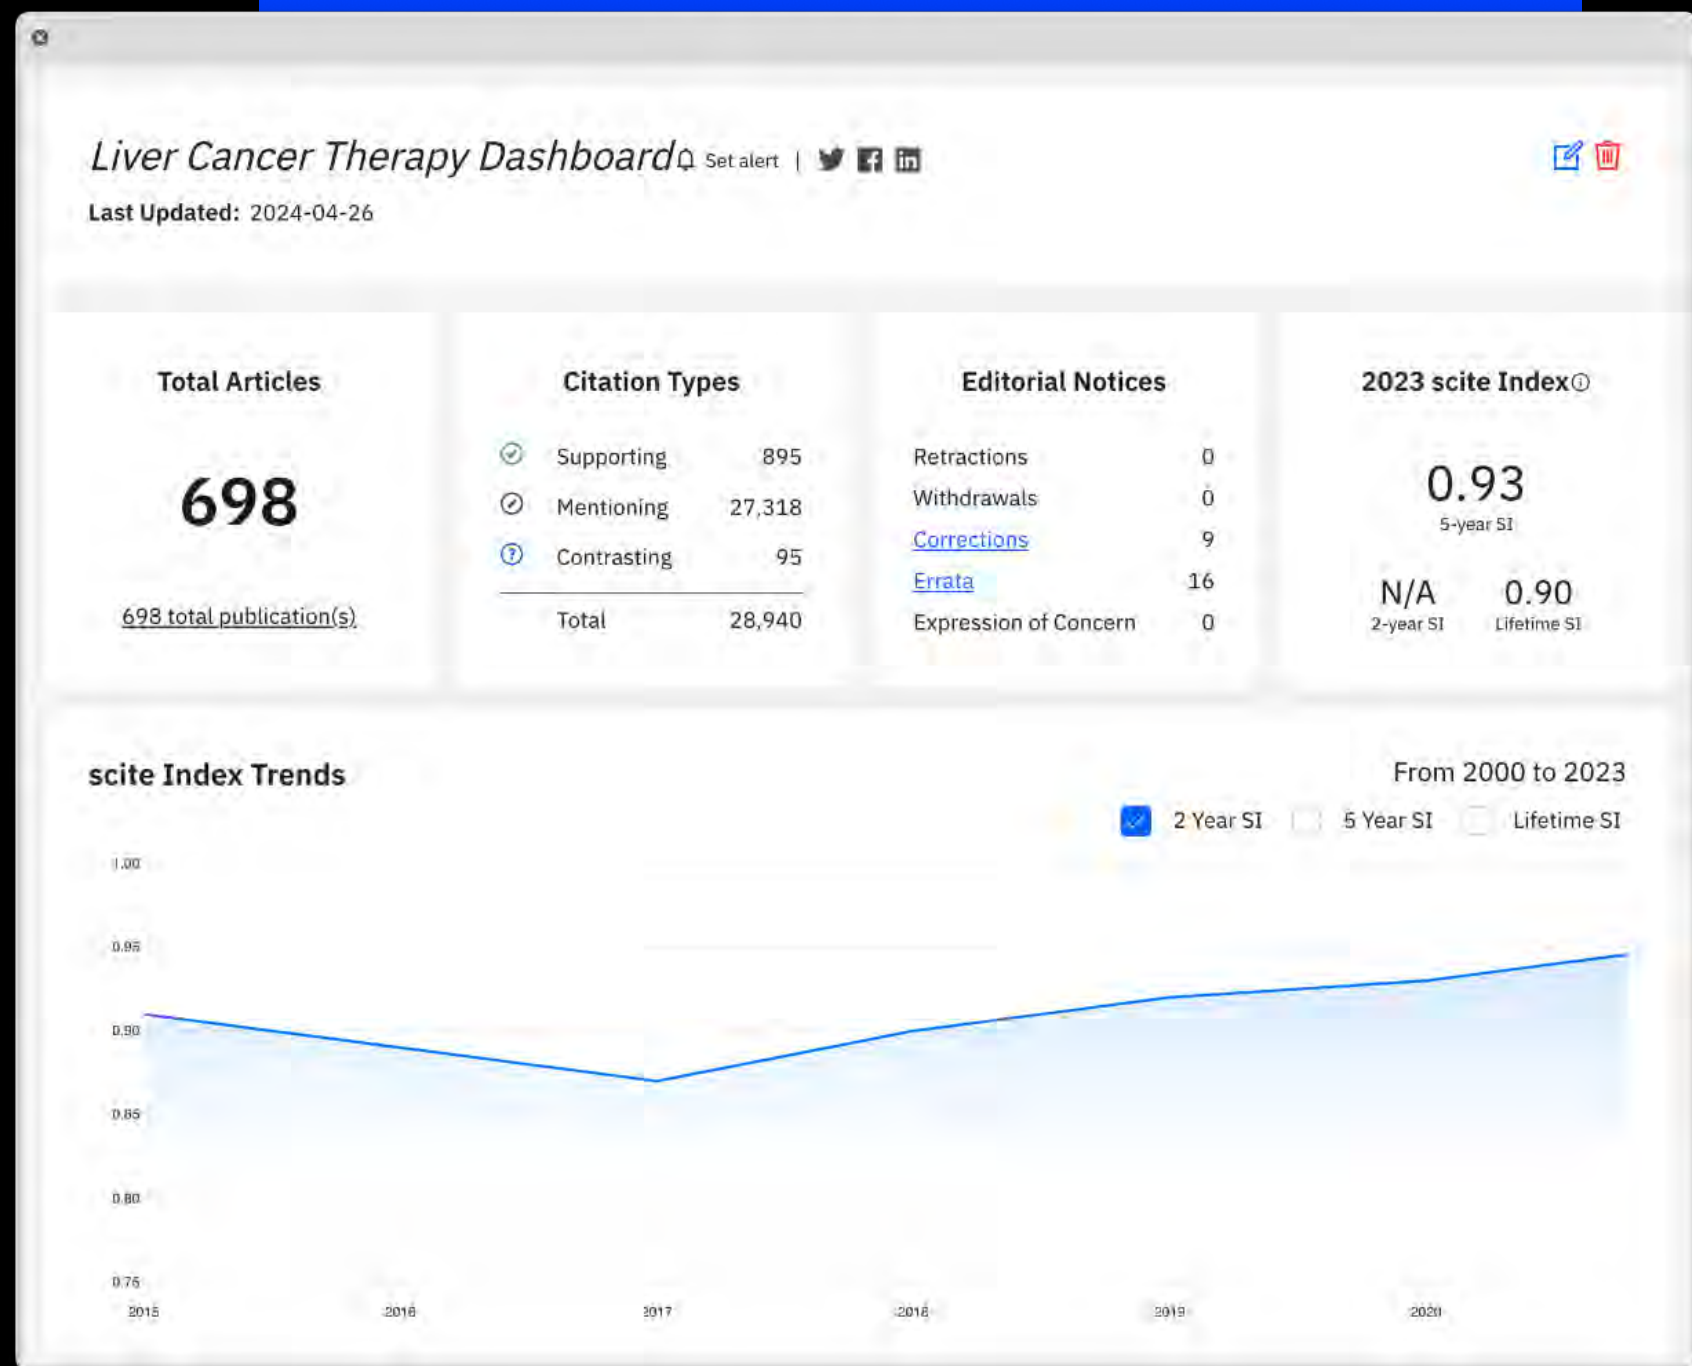 Liver Cancer Therapy Dashboard Set alert |
Last Updated: 2024-04-26
Total Articles
698
698 total publication(s)
Citation Types
Supporting 895
Mentioning 27,318
Contrasting 95
Total 28,940
Editorial Notices
Retractions 0
Withdrawals 0
Corrections 9
Errata 16
Expression of Concern 0
2023 scite Index
0.93
5-year SI
N/A 0.90
2-year SI Lifetime SI
scite Index Trends
From 2000 to 2023
2 Year SI 5 Year SI Lifetime SI
1.00
0.95
0.90
0.85
0.80
0.75
2015 2016 2017 2018 2019 2020